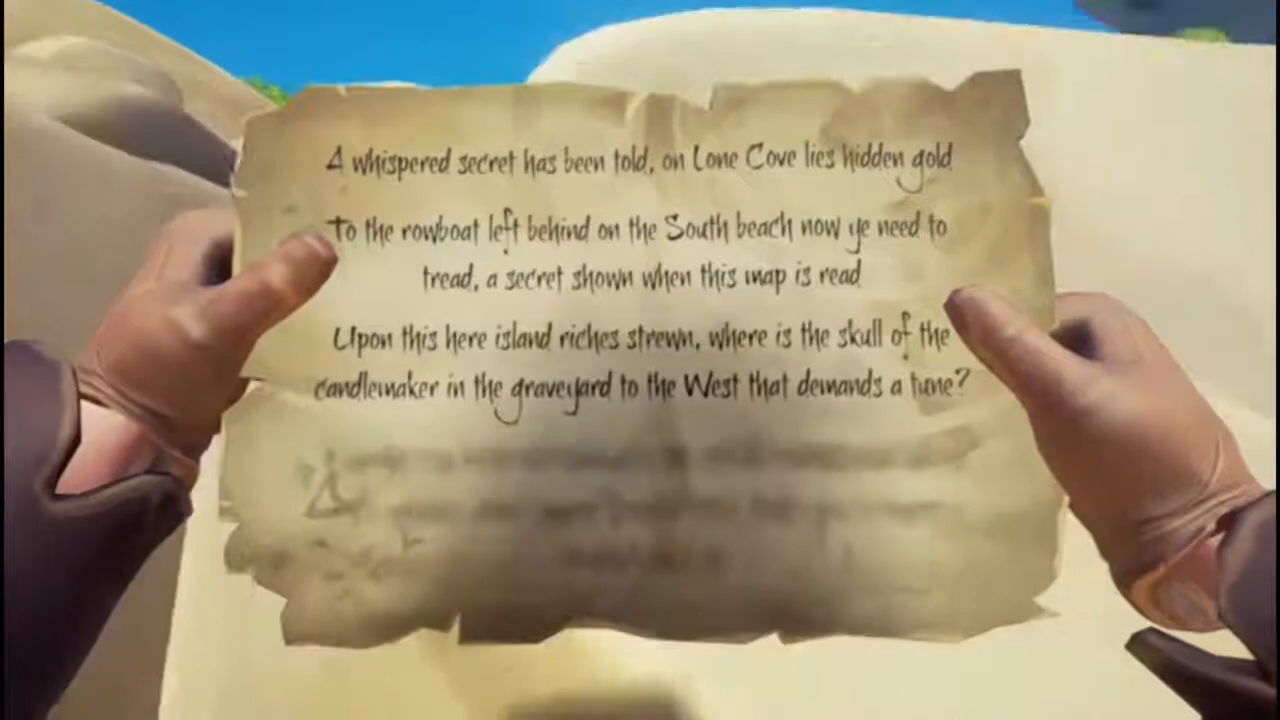 A whispered secret has been told, on Lone Cove lies hidden gold
To the rowboat left behind on the South beach now ye need to
tread, a secret shown when this map is read
Upon this here island riches strewn, where is the skull of the
candlemaker in the graveyard to the West that demands a tune?